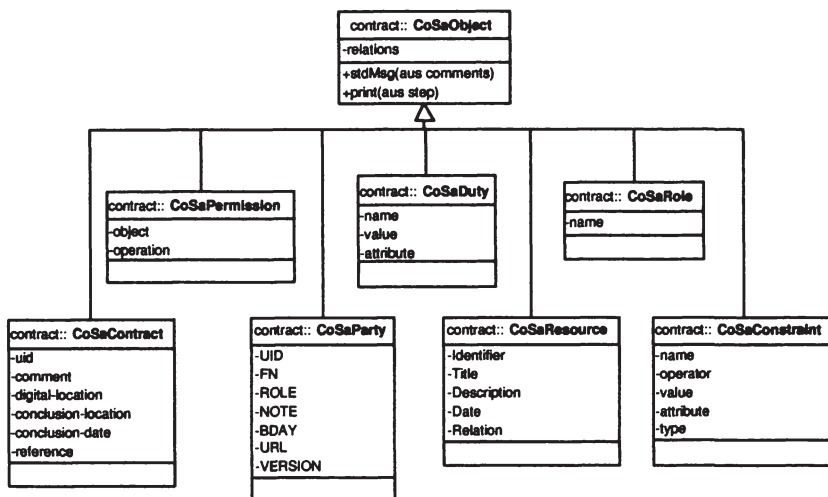 contract:: CoSaObject
-relations
+stdMsg(aus comments)
+print(aus step)
contract:: CoSaPermission
-object
-operation
contract:: CoSaDuty
-name
-value
-attribute
contract:: CoSaRole
-name
contract:: CoSaContract
-uid
-comment
-digital-location
-conclusion-location
-conclusion-date
-reference
contract:: CoSaParty
-UID
-FN
-ROLE
-NOTE
-BDAY
-URL
-VERSION
contract:: CoSaResource
-Identifier
-Title
-Description
-Date
-Relation
contract:: CoSaConstraint
-name
-operator
-value
-attribute
-type